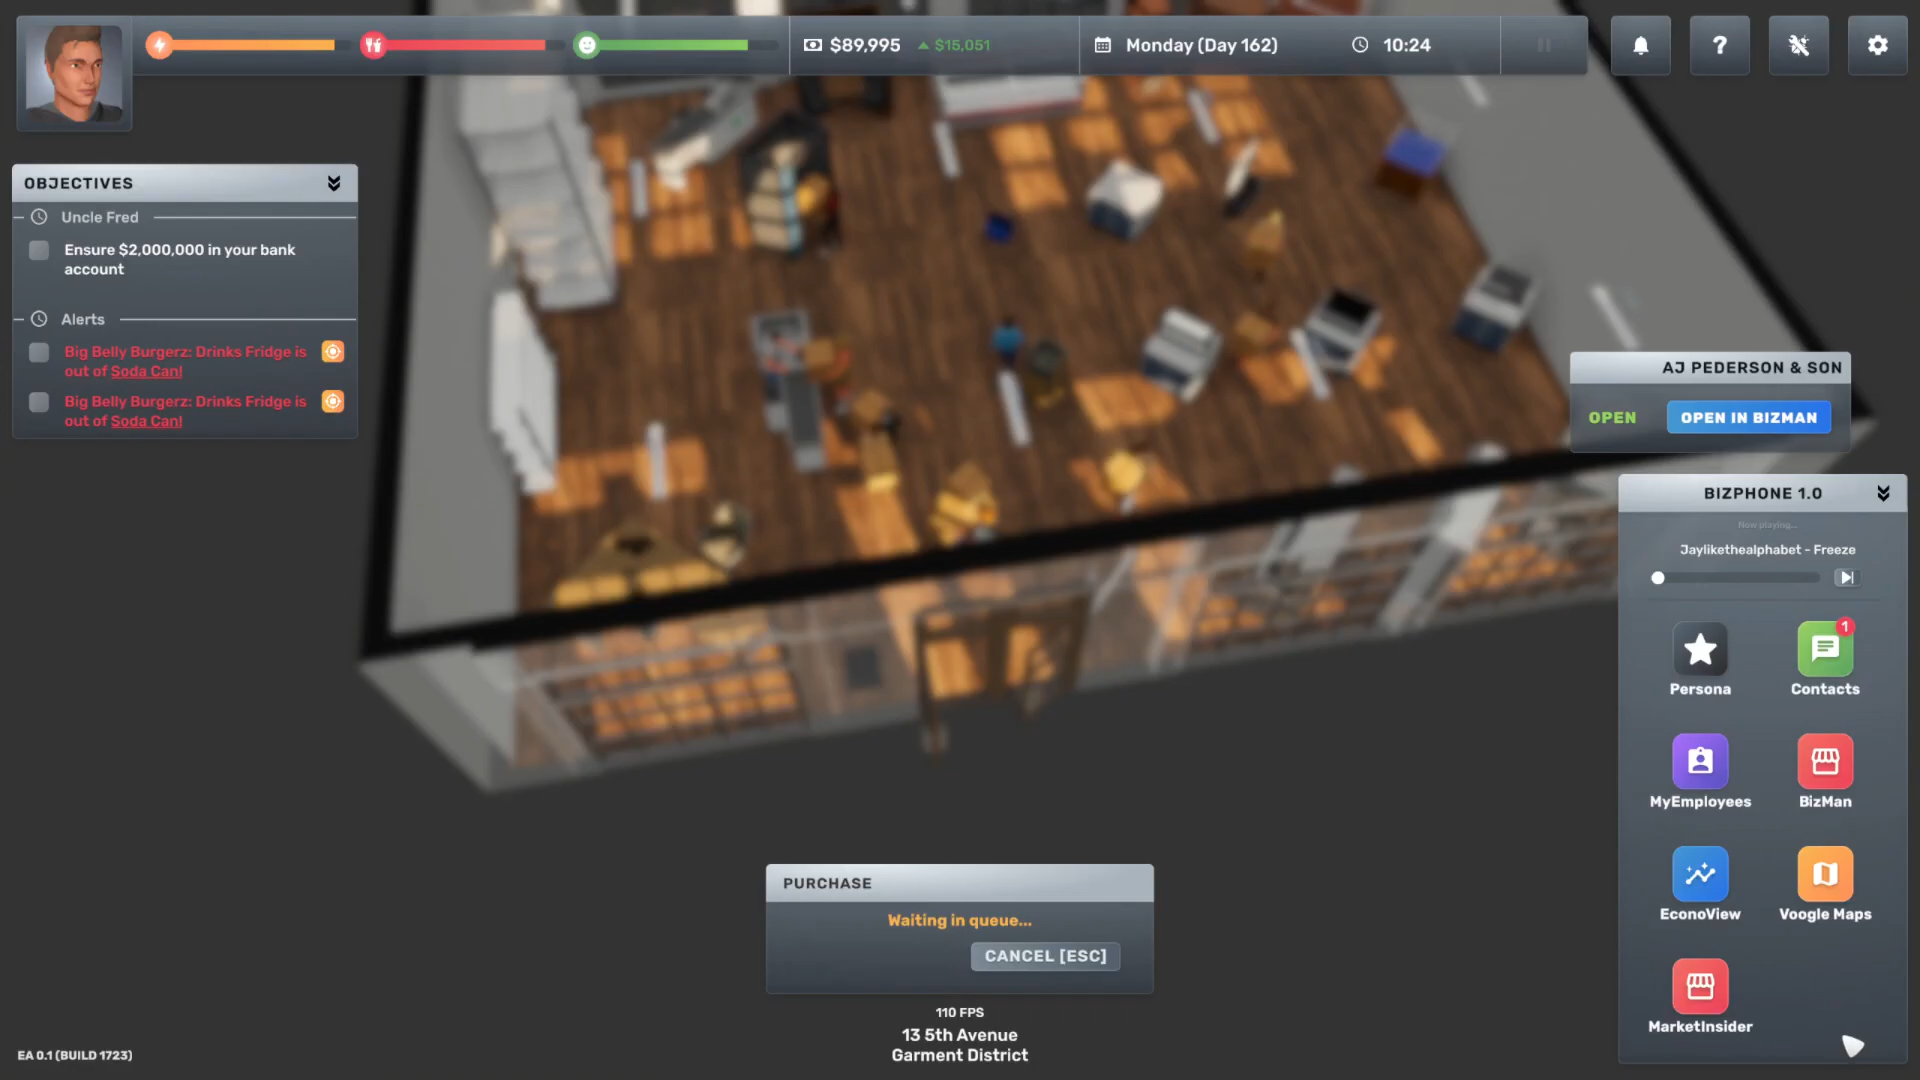 $89,995
$15,051
Monday (Day 162)
10:24
?
OBJECTIVES
Uncle Fred
Ensure $2,000,000 in your bank
account
Alerts
Big Belly Burgerz: Drinks Fridge is
out of Soda Can!
Big Belly Burgerz: Drinks Fridge is
out of Soda Can!
AJ PEDERSON & SON
OPEN
OPEN IN BIZMAN
BIZPHONE 1.0
Now playing...
Jaylikethealphabet - Freeze
1
Persona
Contacts
MyEmployees
BizMan
EconoView
Voogle Maps
MarketInsider
PURCHASE
Waiting in queue...
CANCEL [ESC]
110 FPS
13 5th Avenue
Garment District
EA 0.1 (BUILD 1723)